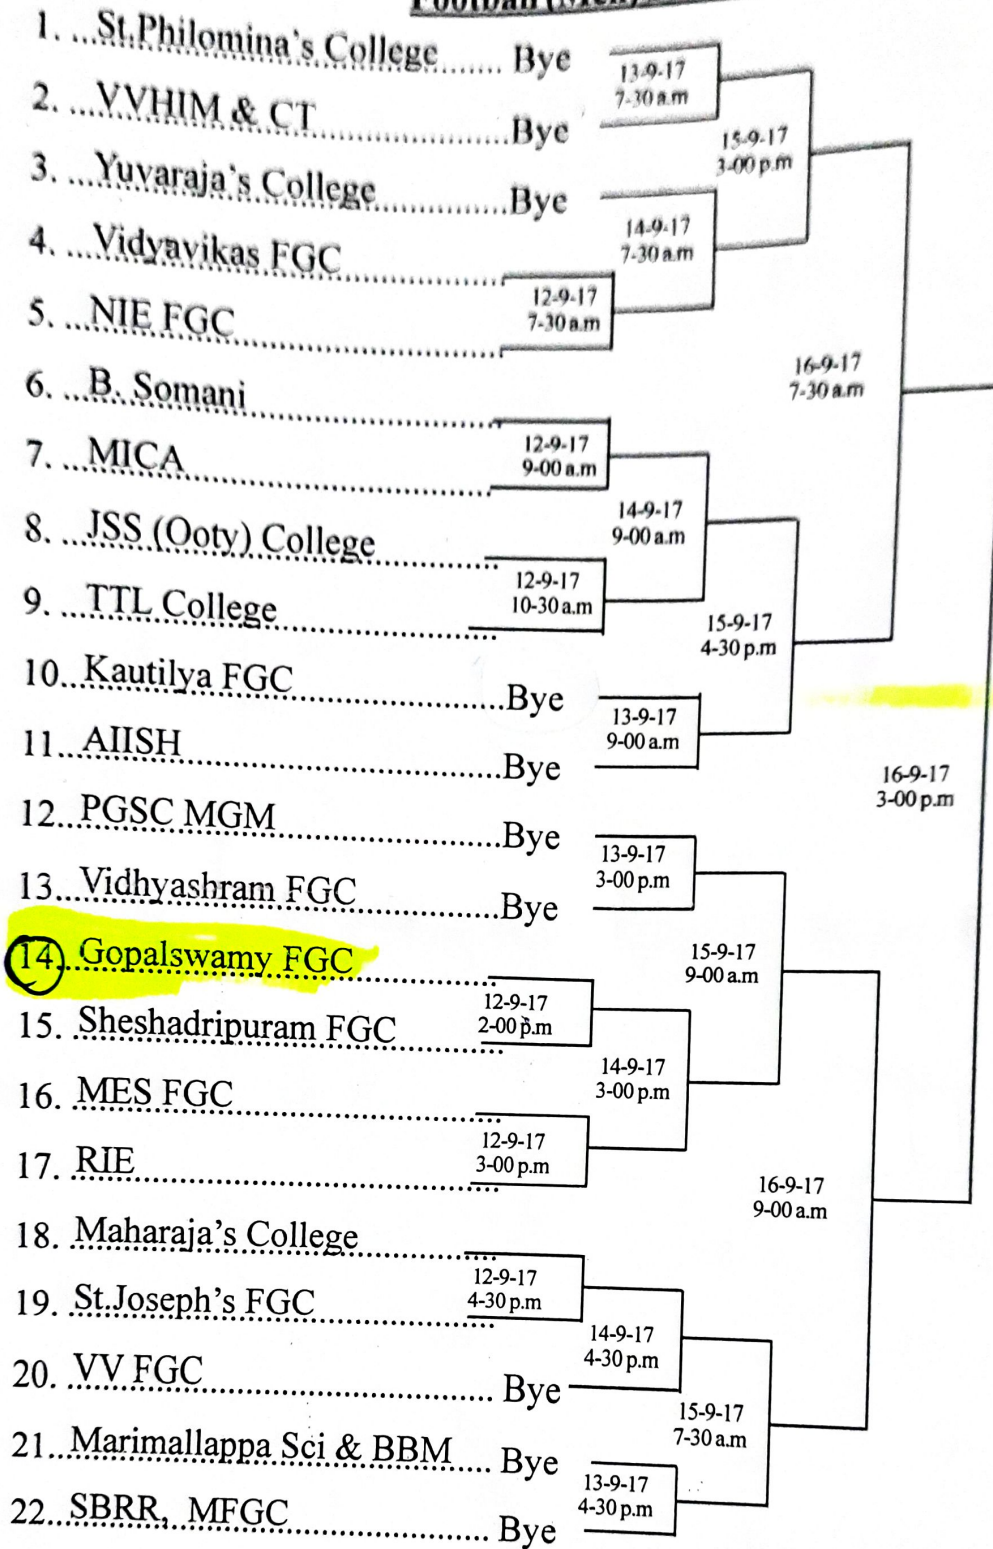 Football (Men)
1. ...St.Philomina's College....... Bye
13-9-17
7-30 a.m
2. ...VVHIM & CT.....................Bye
15-9-17
3-00 p.m
3. ...Yuvaraja's College...............Bye
14-9-17
7-30 a.m
4. ...Vidyavikas FGC....................
12-9-17
7-30 a.m
5. ...NIE FGC...........................
16-9-17
7-30 a.m
6. ...B. Somani.........................
12-9-17
9-00 a.m
7. ...MICA..............................
14-9-17
9-00 a.m
8. ...JSS (Ooty) College...............
12-9-17
10-30 a.m
9. ...TTL College......................
15-9-17
4-30 p.m
10...Kautilya FGC.....................Bye
13-9-17
9-00 a.m
11...AIISH............................Bye
16-9-17
3-00 p.m
12...PGSC MGM.........................Bye
13-9-17
3-00 p.m
13...Vidhyashram FGC..................Bye
15-9-17
9-00 a.m
14. Gopalswamy FGC...................
12-9-17
2-00 p.m
15. Sheshadripuram FGC...............
14-9-17
3-00 p.m
16. MES FGC..........................
12-9-17
3-00 p.m
17. RIE..............................
16-9-17
9-00 a.m
18. Maharaja's College...............
12-9-17
4-30 p.m
19. St.Joseph's FGC..................
14-9-17
4-30 p.m
20. VV FGC........................... Bye
15-9-17
7-30 a.m
21...Marimallappa Sci & BBM.... Bye
13-9-17
4-30 p.m
22...SBRR, MFGC...................... Bye